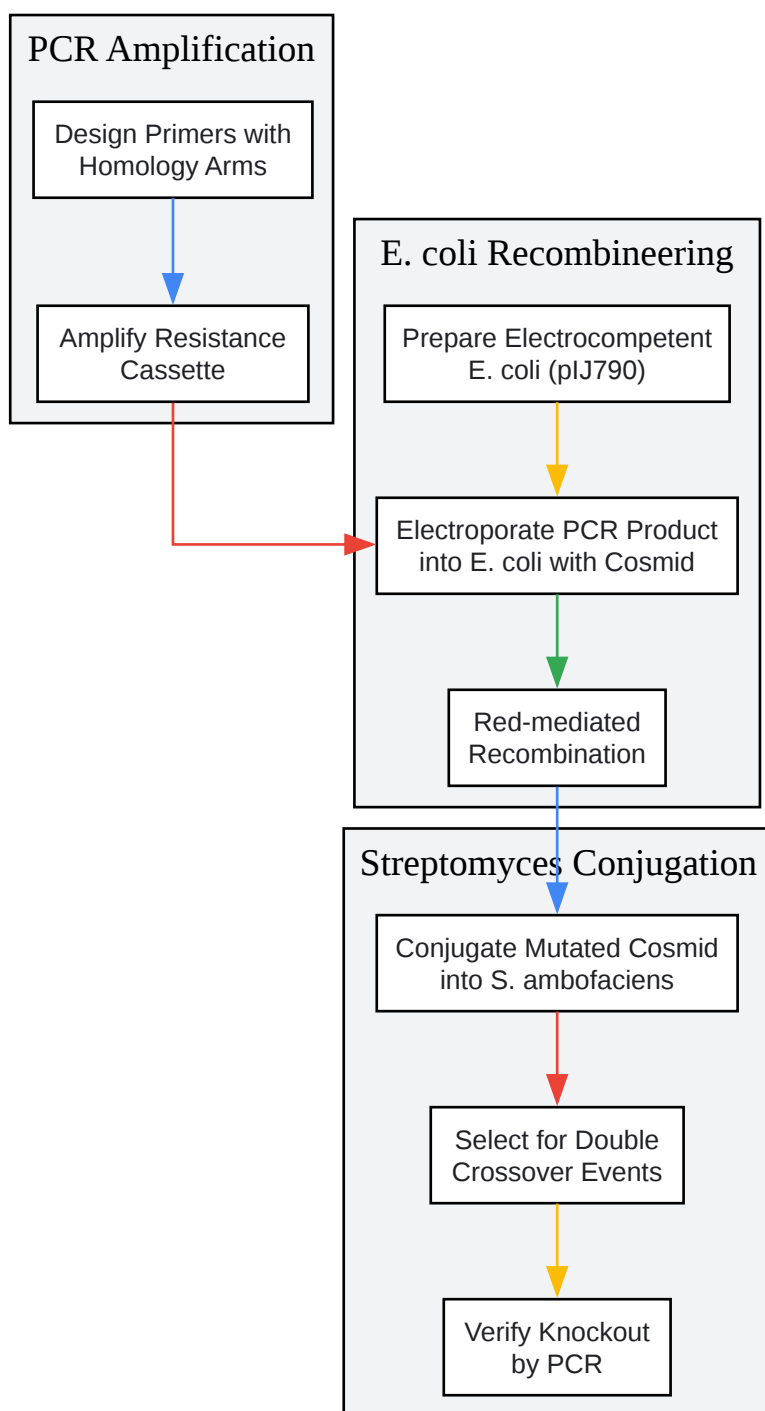 PCR Amplification
Design Primers with
Homology Arms
Amplify Resistance
Cassette
E. coli Recombineering
Prepare Electrocompetent
E. coli (pIJ790)
Electroporate PCR Product
into E. coli with Cosmid
Red-mediated
Recombination
Streptomyces Conjugation
Conjugate Mutated Cosmid
into S. ambofaciens
Select for Double
Crossover Events
Verify Knockout
by PCR